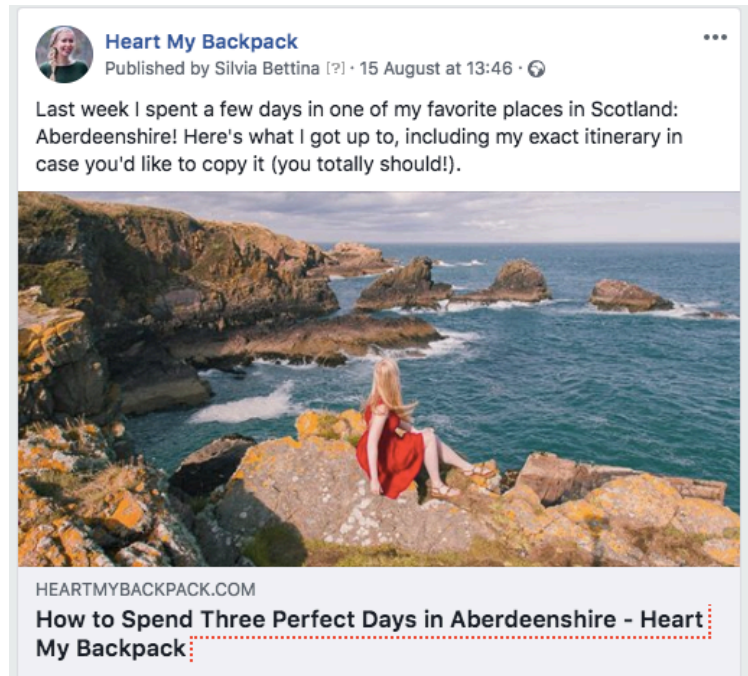 Heart My Backpack
Published by Silvia Bettina [?] · 15 August at 13:46 ·
Last week I spent a few days in one of my favorite places in Scotland:
Aberdeenshire! Here's what I got up to, including my exact itinerary in
case you'd like to copy it (you totally should!).
HEARTMYBACKPACK.COM
How to Spend Three Perfect Days in Aberdeenshire - Heart
My Backpack